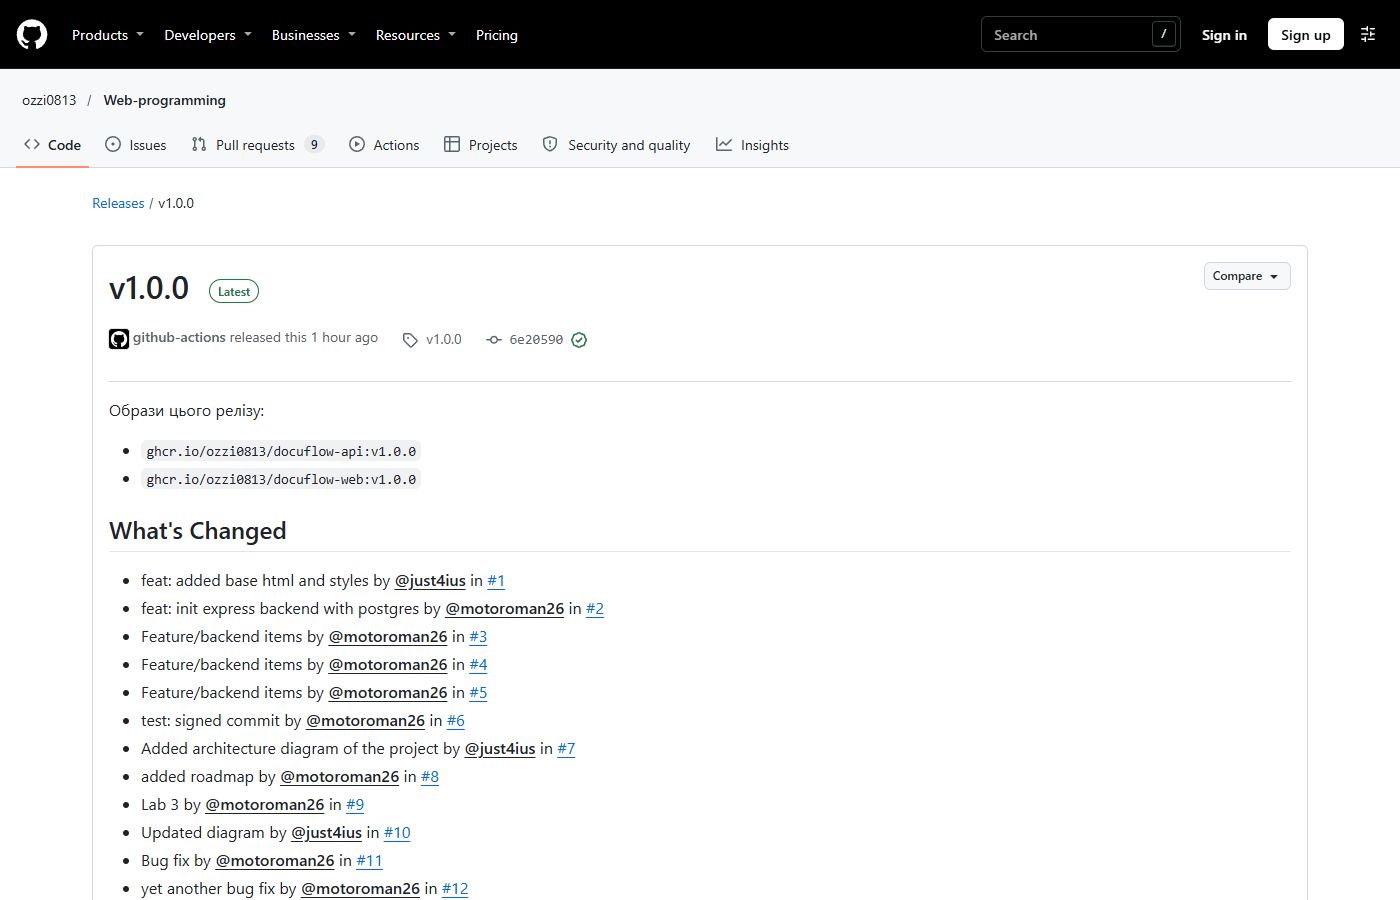 Products Developers Businesses Resources Pricing Search / Sign in Sign up
ozzi0813 / Web-programming
Code Issues Pull requests 9 Actions Projects Security and quality Insights
Releases / v1.0.0
v1.0.0 Latest Compare
github-actions released this 1 hour ago v1.0.0 6e20590
Образи цього релізу:
ghcr.io/ozzi0813/docuflow-api:v1.0.0
ghcr.io/ozzi0813/docuflow-web:v1.0.0
What's Changed
feat: added base html and styles by @just4ius in #1
feat: init express backend with postgres by @motoroman26 in #2
Feature/backend items by @motoroman26 in #3
Feature/backend items by @motoroman26 in #4
Feature/backend items by @motoroman26 in #5
test: signed commit by @motoroman26 in #6
Added architecture diagram of the project by @just4ius in #7
added roadmap by @motoroman26 in #8
Lab 3 by @motoroman26 in #9
Updated diagram by @just4ius in #10
Bug fix by @motoroman26 in #11
yet another bug fix by @motoroman26 in #12